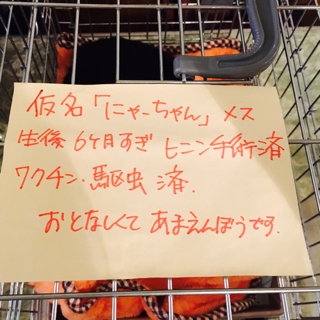 仮名「にゃーちゃん」メス
生後6ヶ月すぎ ヒニン手術済
ワクチン・駆虫 済.
おとなしくて あまえんぼうです.